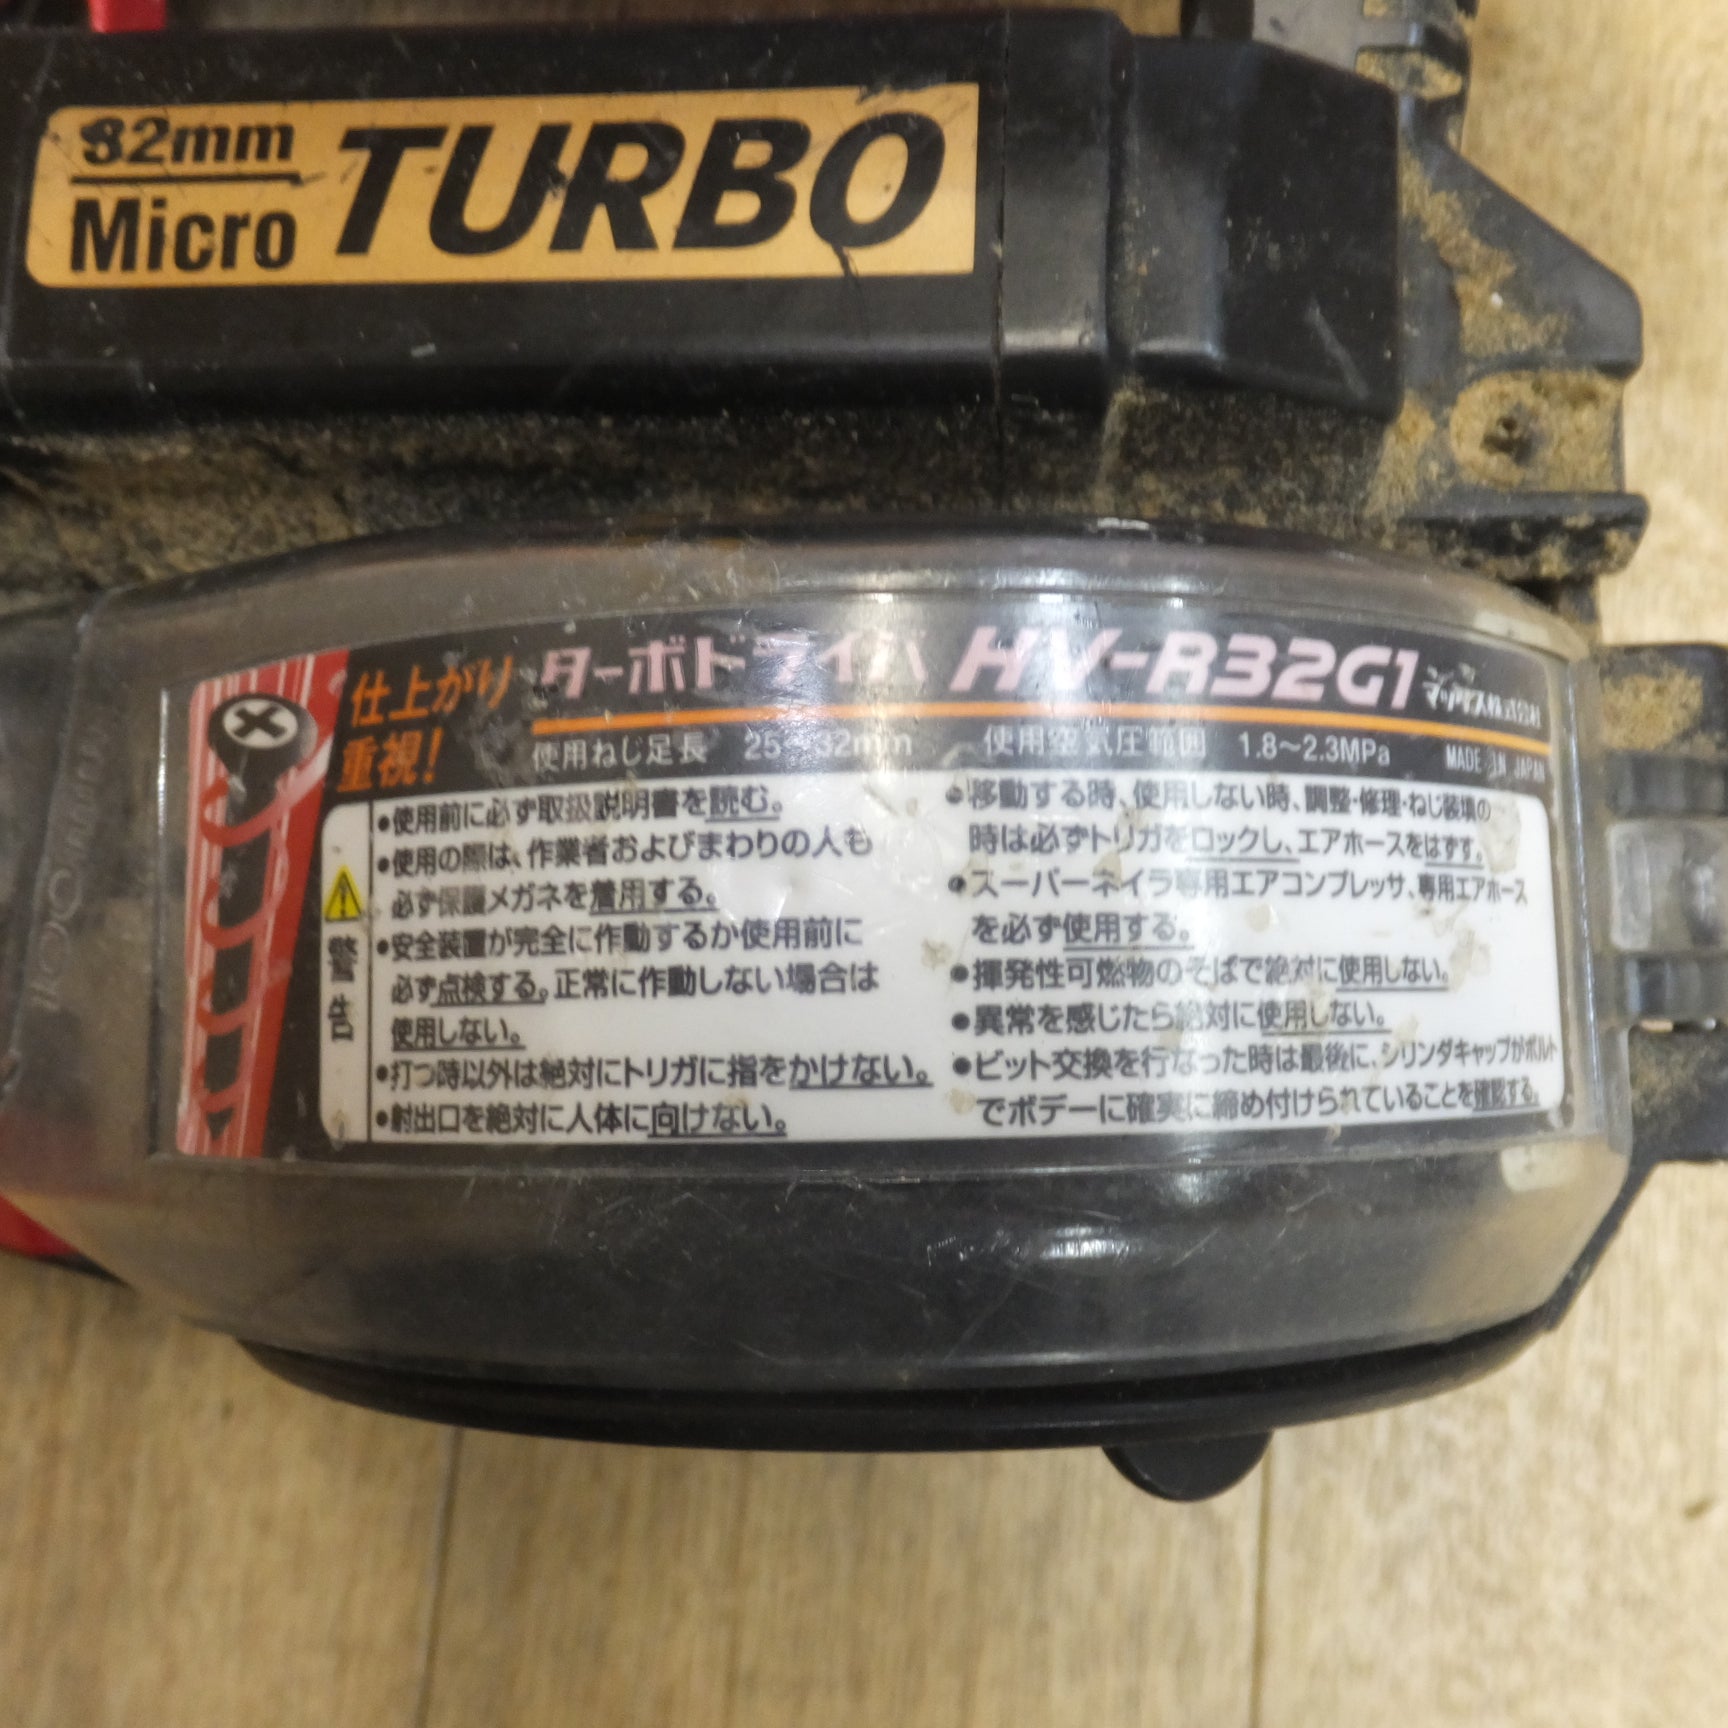 32mm
Micro
TURBO
仕上がり
重視!
ターボドライバ HV-R32G1 マックス株式会社
使用ねじ足長 25～32mm 使用空気圧範囲 1.8～2.3MPa MADE IN JAPAN
警告
●使用前に必ず取扱説明書を読む。
●使用の際は、作業者およびまわりの人も
必ず保護メガネを着用する。
●安全装置が完全に作動するか使用前に
必ず点検する。正常に作動しない場合は
使用しない。
●打つ時以外は絶対にトリガに指をかけない。
●射出口を絶対に人体に向けない。
●移動する時、使用しない時、調整・修理・ねじ装填の
時は必ずトリガをロックし、エアホースをはずす。
●スーパーネイラ専用エアコンプレッサ、専用エアホース
を必ず使用する。
●揮発性可燃物のそばで絶対に使用しない。
●異常を感じたら絶対に使用しない。
●ビット交換を行なった時は最後に、シリンダキャップがボルト
でボデーに確実に締め付けられていることを確認する。